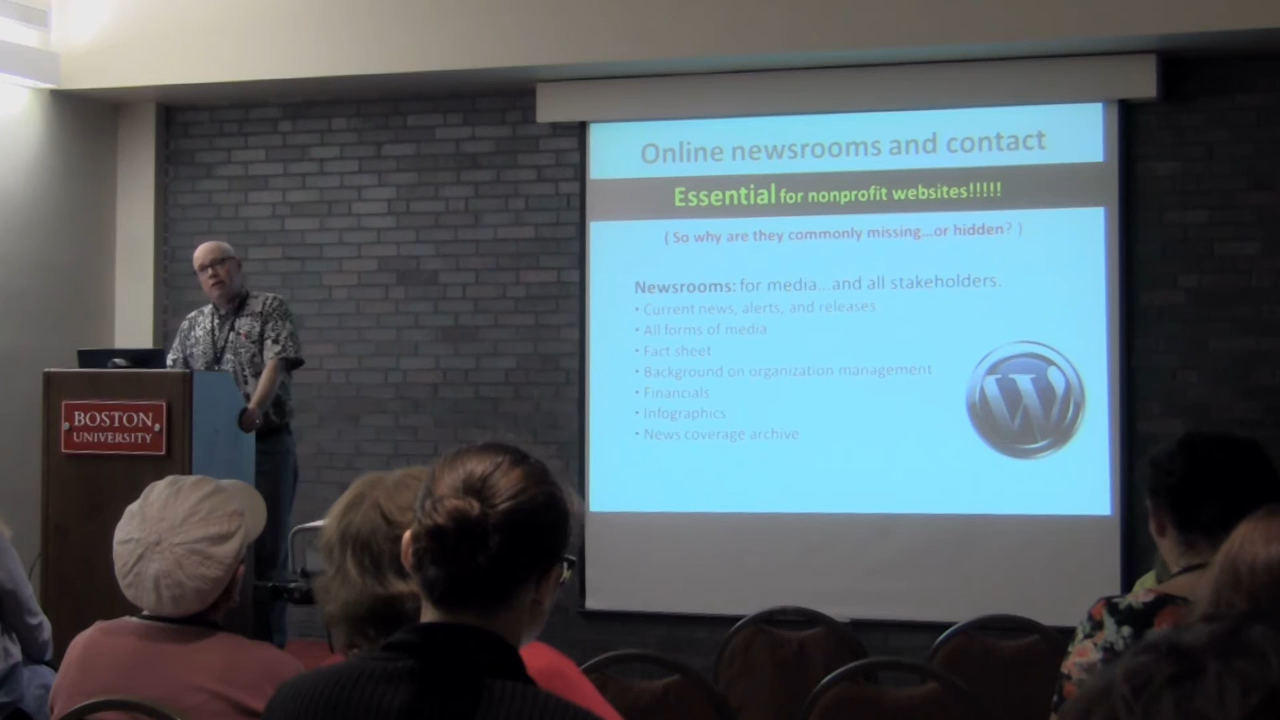 Online newsrooms and contact
Essential for nonprofit websites!!!!!
( So why are they commonly missing...or hidden? )
Newsrooms: for media...and all stakeholders.
• Current news, alerts, and releases
• All forms of media
• Fact sheet
• Background on organization management
• Financials
• Infographics
• News coverage archive
W
BOSTON
UNIVERSITY